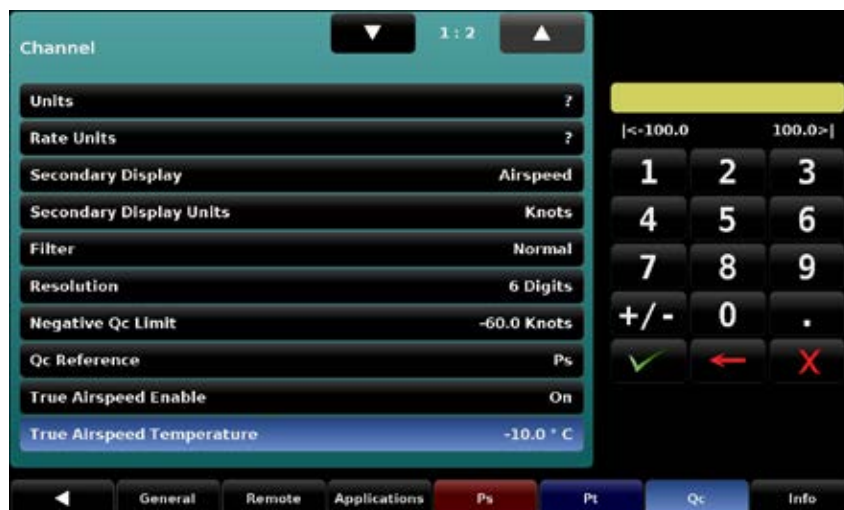 Channel
1:2
Units ?
Rate Units ?
Secondary Display Airspeed
Secondary Display Units Knots
Filter Normal
Resolution 6 Digits
Negative Qc Limit -60.0 Knots
Qc Reference Ps
True Airspeed Enable On
True Airspeed Temperature -10.0 ° C
|<-100.0 100.0>|
1 2 3
4 5 6
7 8 9
+/- 0 .
General Remote Applications Ps Pt Qc Info